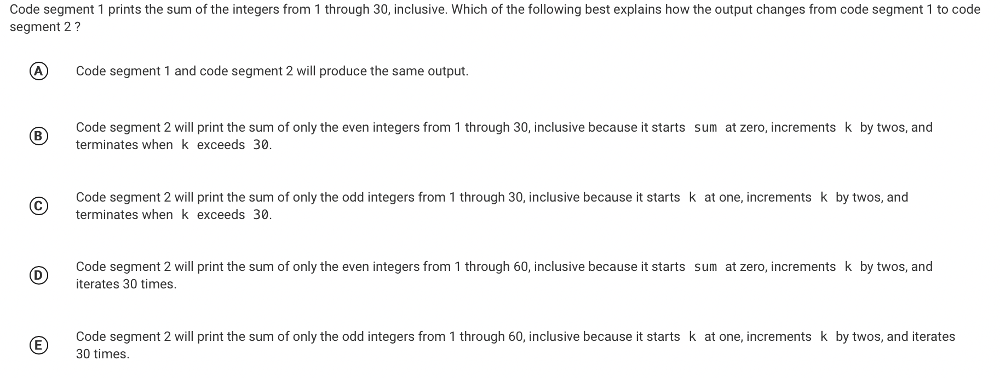 Code segment 1 prints the sum of the integers from 1 through 30, inclusive. Which of the following best explains how the output changes from code segment 1 to code
segment 2 ?
A Code segment 1 and code segment 2 will produce the same output.
B Code segment 2 will print the sum of only the even integers from 1 through 30, inclusive because it starts sum at zero, increments k by twos, and
terminates when k exceeds 30.
C Code segment 2 will print the sum of only the odd integers from 1 through 30, inclusive because it starts k at one, increments k by twos, and
terminates when k exceeds 30.
D Code segment 2 will print the sum of only the even integers from 1 through 60, inclusive because it starts sum at zero, increments k by twos, and
iterates 30 times.
E Code segment 2 will print the sum of only the odd integers from 1 through 60, inclusive because it starts k at one, increments k by twos, and iterates
30 times.